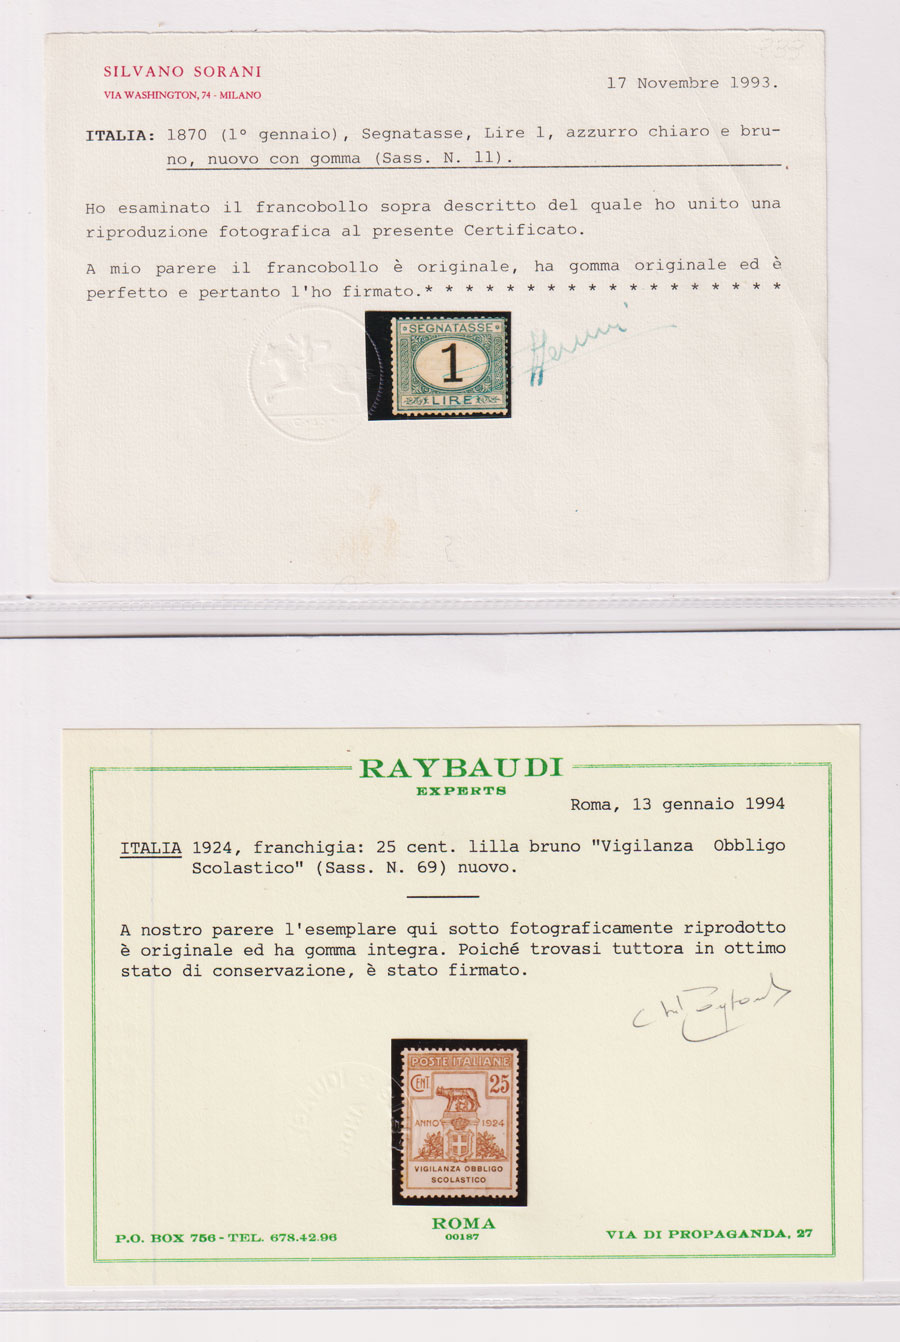 SILVANO SORANI
VIA WASHINGTON, 74 - MILANO
17 Novembre 1993.
ITALIA: 1870 (1° gennaio), Segnatasse, Lire 1, azzurro chiaro e bru-
no, nuovo con gomma (Sass. N. 11).
Ho esaminato il francobollo sopra descritto del quale ho unito una
riproduzione fotografica al presente Certificato.
A mio parere il francobollo è originale, ha gomma originale ed è
perfetto e pertanto l'ho firmato.* * * * * * * * * * * * * * * * * *
SEGNATASSE
1
LIRE
RAYBAUDI
EXPERTS
Roma, 13 gennaio 1994
ITALIA 1924, franchigia: 25 cent. lilla bruno "Vigilanza Obbligo
Scolastico" (Sass. N. 69) nuovo.
A nostro parere l'esemplare qui sotto fotograficamente riprodotto
è originale ed ha gomma integra. Poiché trovasi tuttora in ottimo
stato di conservazione, è stato firmato.
POSTE ITALIANE
CENT. 25
ANNO 1924
VIGILANZA OBBLIGO
SCOLASTICO
P.O. BOX 756 - TEL. 678.42.96
ROMA
00187
VIA DI PROPAGANDA, 27